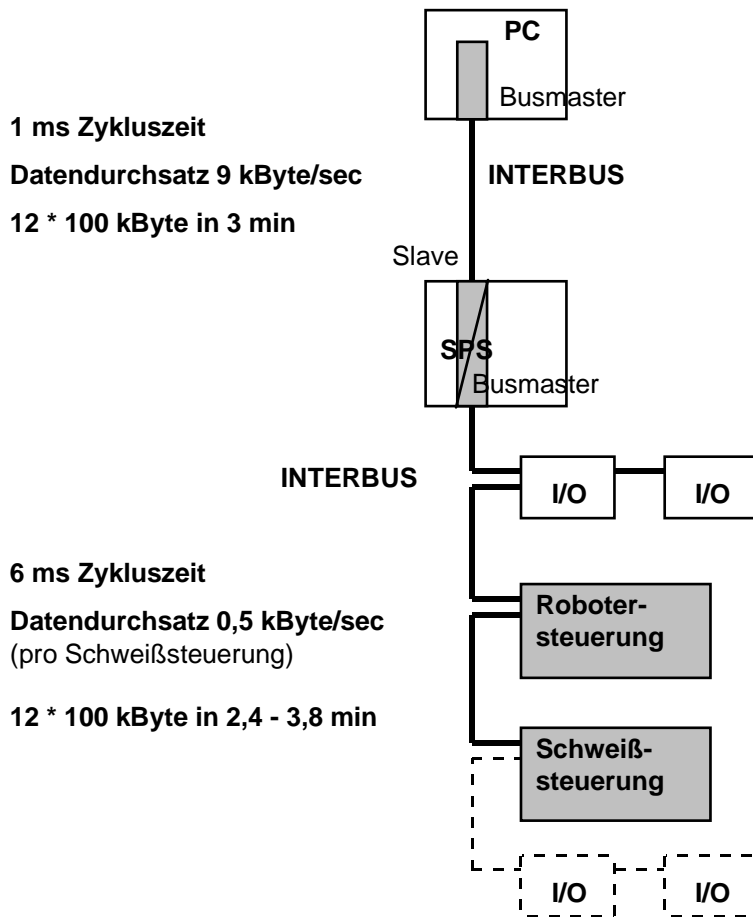 PC
Busmaster
1 ms Zykluszeit
Datendurchsatz 9 kByte/sec
INTERBUS
12 * 100 kByte in 3 min
Slave
SPS
Busmaster
INTERBUS
I/O
I/O
6 ms Zykluszeit
Datendurchsatz 0,5 kByte/sec
(pro Schweißsteuerung)
Roboter-
steuerung
12 * 100 kByte in 2,4 - 3,8 min
Schweiß-
steuerung
I/O
I/O